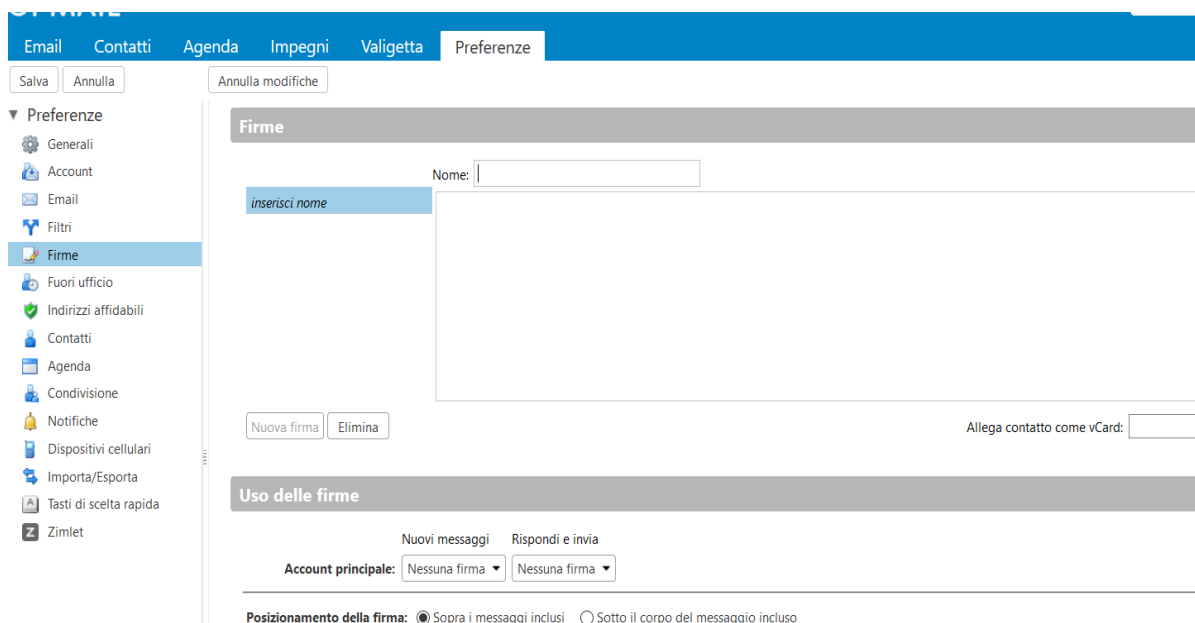 Email Contatti Agenda Impegni Valigetta Preferenze
Salva Annulla Annulla modifiche
Preferenze
Generali
Account
Email
Filtri
Firme
Fuori ufficio
Indirizzi affidabili
Contatti
Agenda
Condivisione
Notifiche
Dispositivi cellulari
Importa/Esporta
Tasti di scelta rapida
Zimlet
Firme
Nome:
inserisci nome
Nuova firma Elimina
Allega contatto come vCard:
Uso delle firme
Nuovi messaggi Rispondi e invia
Account principale: Nessuna firma Nessuna firma
Posizionamento della firma: Sopra i messaggi inclusi Sotto il corpo del messaggio incluso